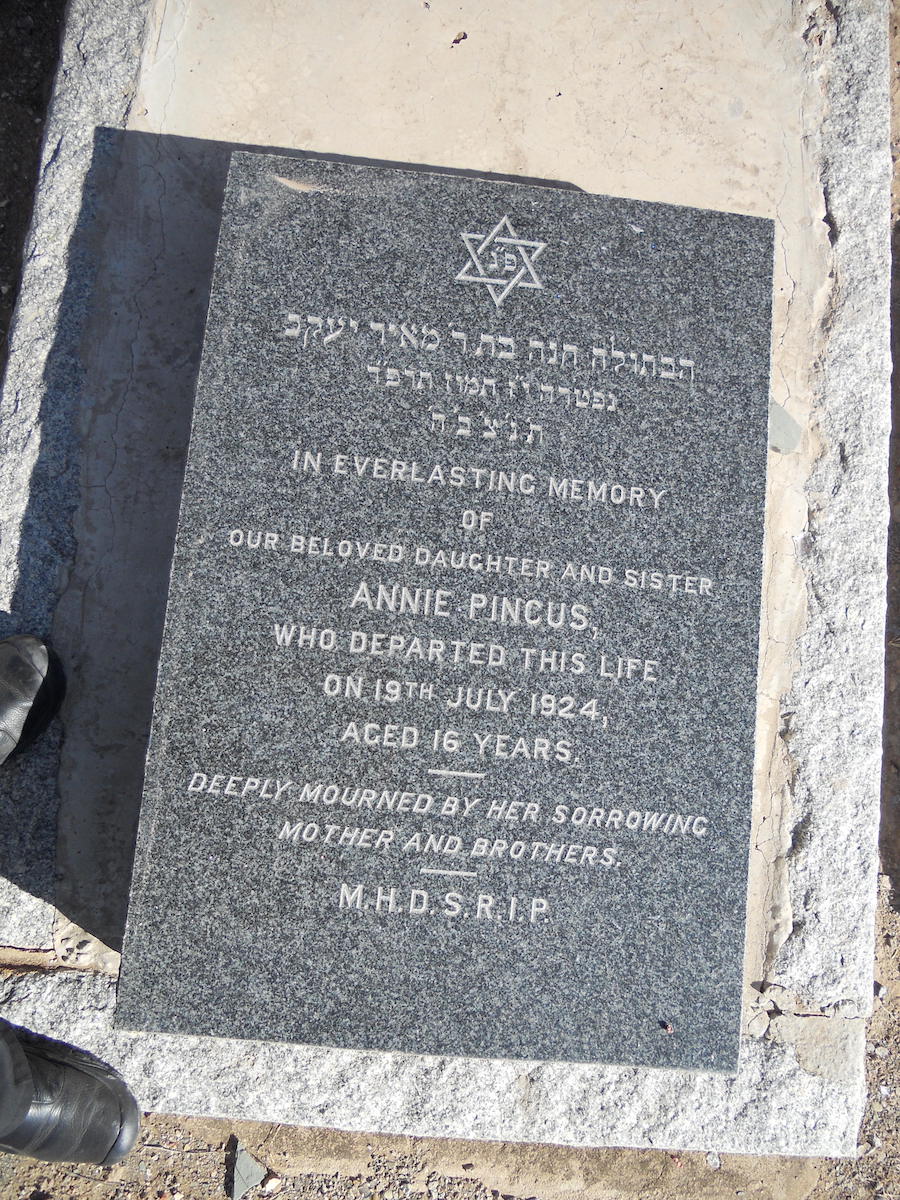 פ"נ
הבתולה חנה בת ר' מאיר יעקב
נפטרה י"ז תמוז תרפ"ד
ת' נ' צ' ב' ה'
IN EVERLASTING MEMORY
OF
OUR BELOVED DAUGHTER AND SISTER
ANNIE PINCUS,
WHO DEPARTED THIS LIFE
ON 19TH JULY 1924,
AGED 16 YEARS.
DEEPLY MOURNED BY HER SORROWING
MOTHER AND BROTHERS.
M.H.D.S.R.I.P.